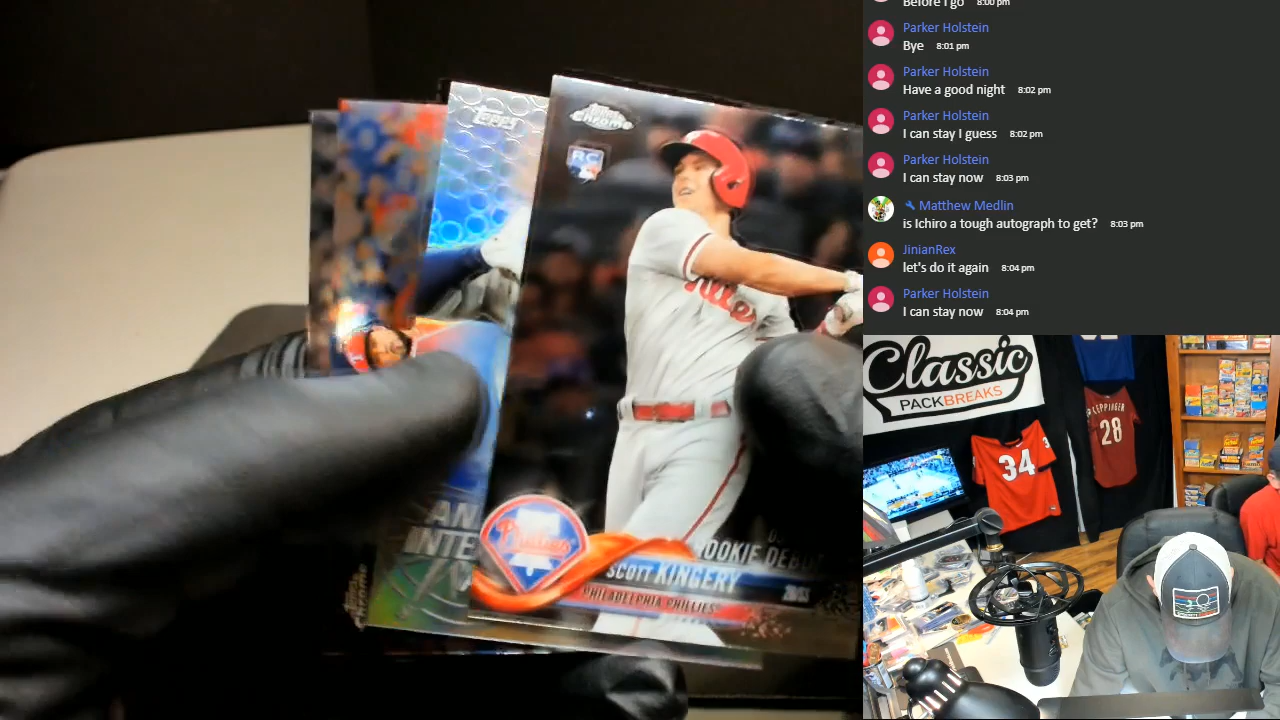 Before I go 8:00 pm
Parker Holstein
Bye 8:01 pm
Parker Holstein
Have a good night 8:02 pm
Parker Holstein
I can stay I guess 8:02 pm
Parker Holstein
I can stay now 8:03 pm
Matthew Medlin
is Ichiro a tough autograph to get? 8:03 pm
JinianRex
let's do it again 8:04 pm
Parker Holstein
I can stay now 8:04 pm
Topps
Topps Chrome
RC
Phillies
ROOKIE DEBUT
SCOTT KINGERY
PHILADELPHIA PHILLIES
Classic
PACKBREAKS
34
28